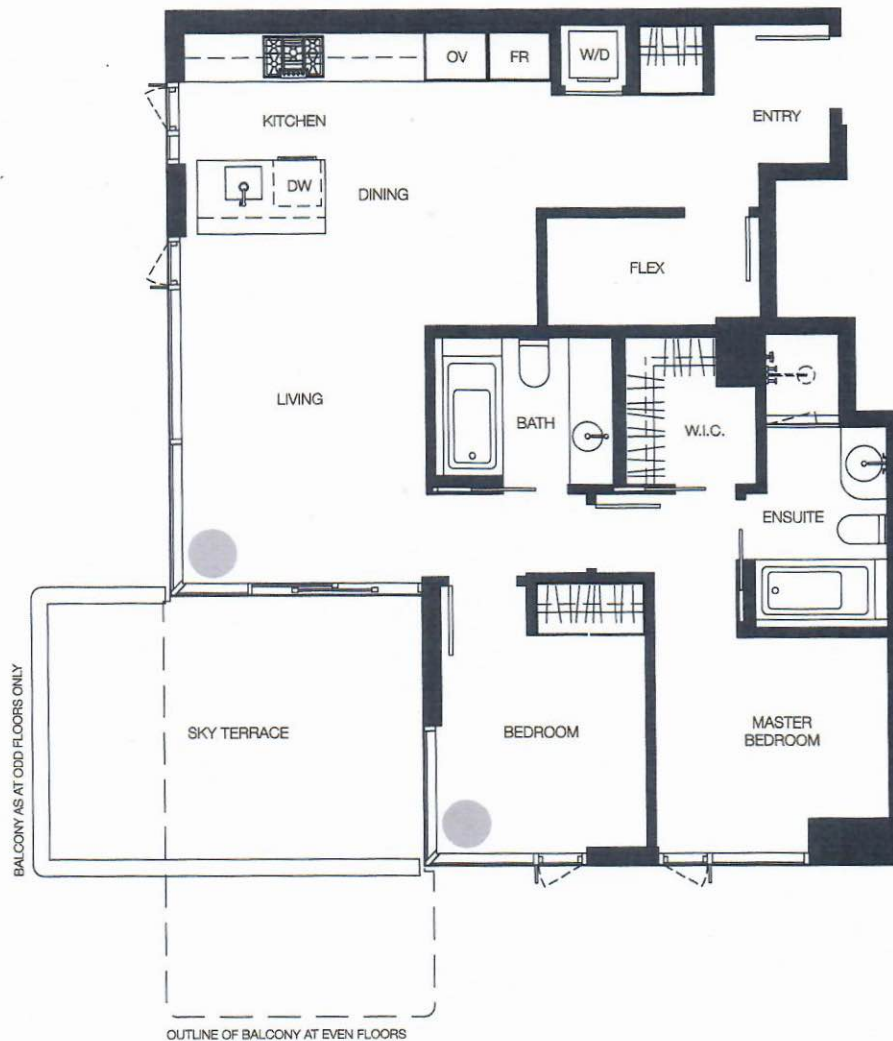 OV
FR
W/D
ENTRY
KITCHEN
DW
DINING
FLEX
LIVING
BATH
W.I.C.
ENSUITE
SKY TERRACE
BEDROOM
MASTER
BEDROOM
BALCONY AS AT ODD FLOORS ONLY
OUTLINE OF BALCONY AT EVEN FLOORS